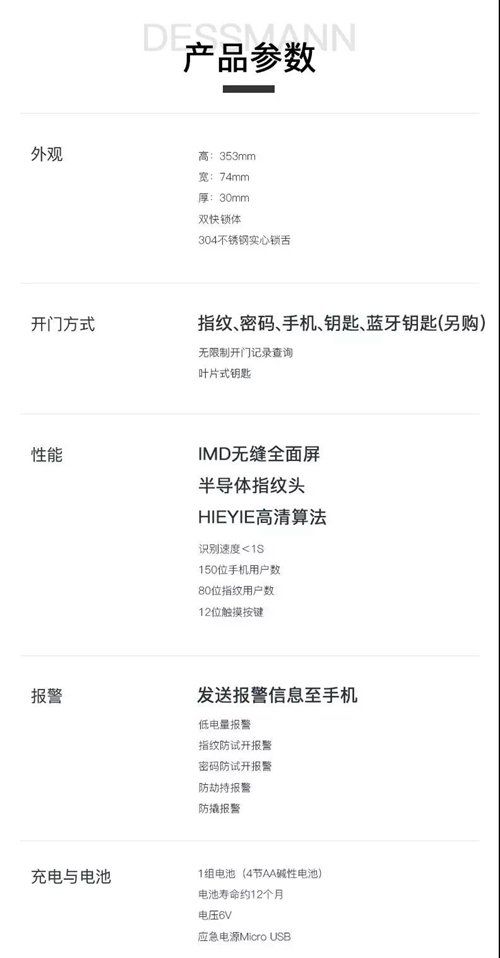 DESSMANN
产品参数
外观
高：353mm
宽：74mm
厚：30mm
双快锁体
304不锈钢实心锁舌
开门方式
指纹、密码、手机、钥匙、蓝牙钥匙(另购)
无限制开门记录查询
叶片式钥匙
性能
IMD无缝全面屏
半导体指纹头
HIEYIE高清算法
识别速度＜1S
150位手机用户数
80位指纹用户数
12位触摸按键
报警
发送报警信息至手机
低电量报警
指纹防试开报警
密码防试开报警
防劫持报警
防撬报警
充电与电池
1组电池（4节AA碱性电池）
电池寿命约12个月
电压6V
应急电源Micro USB